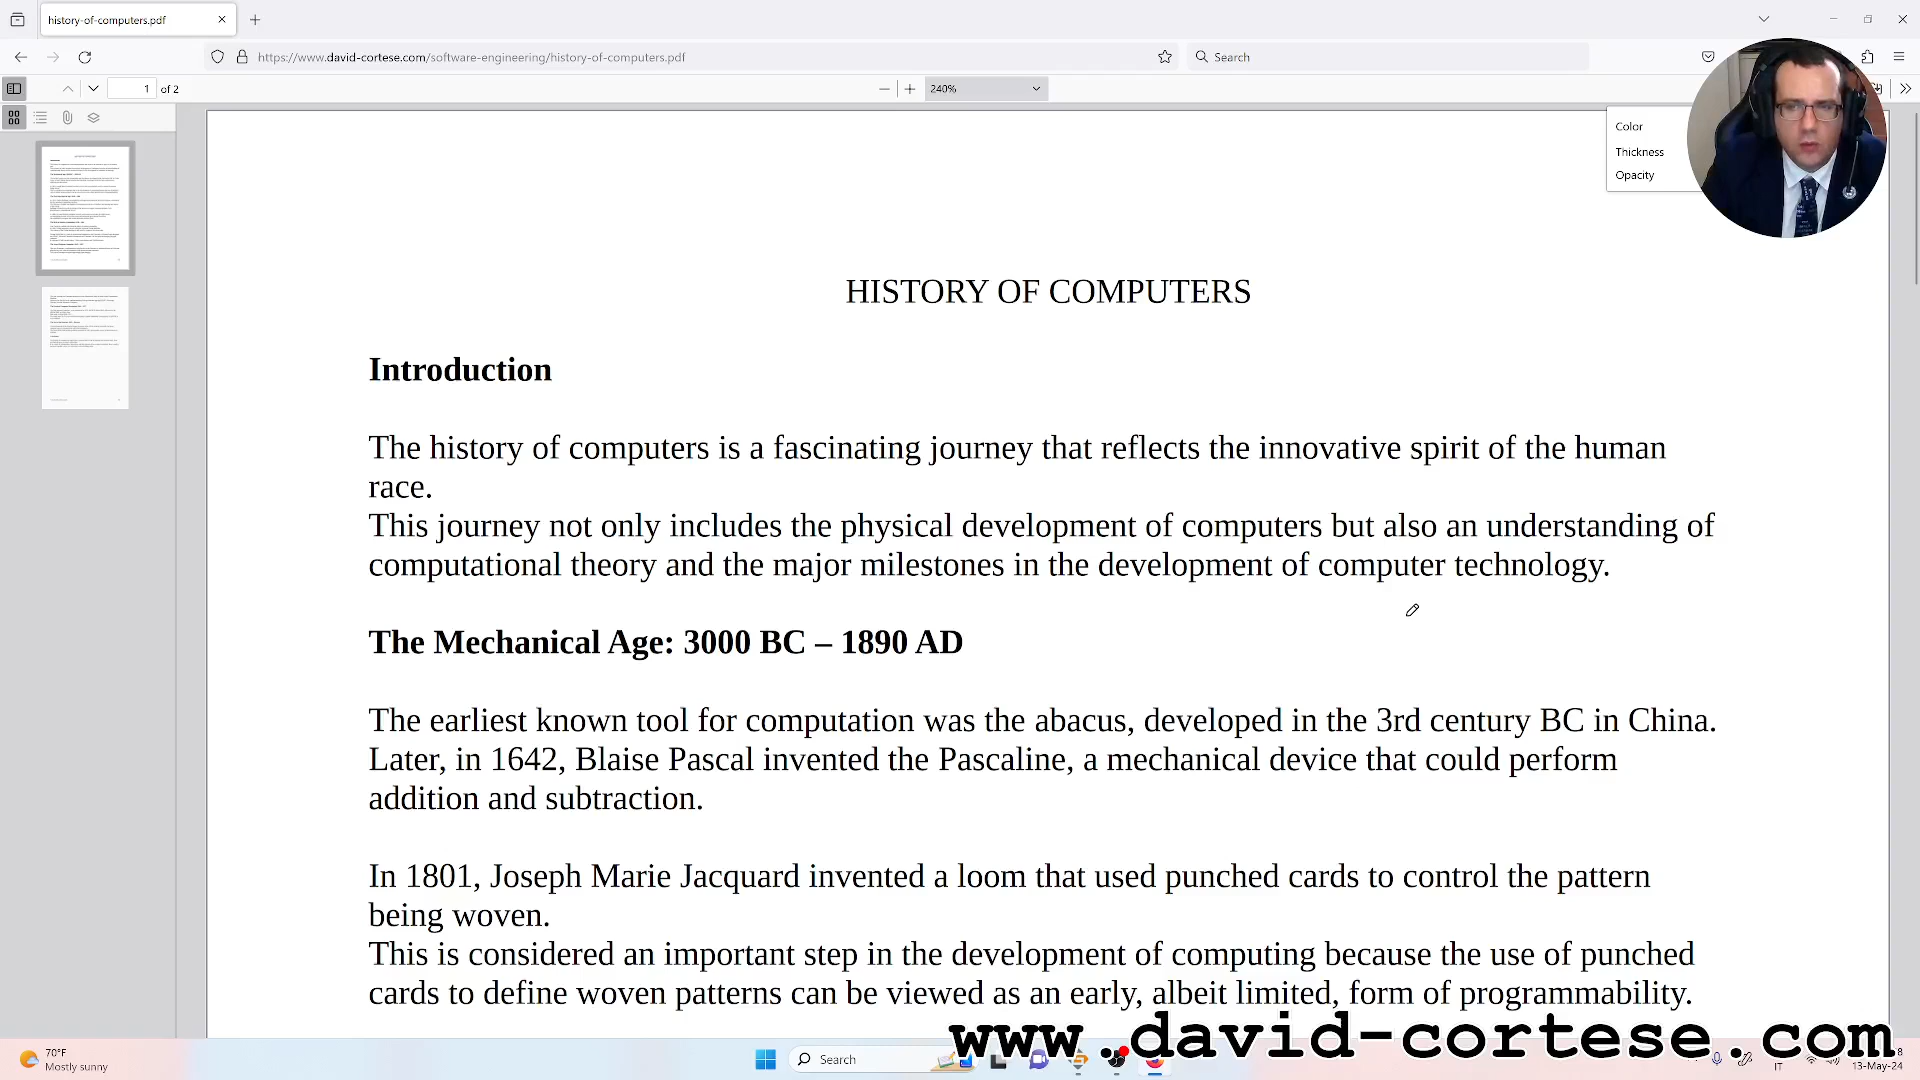 history-of-computers.pdf
https://www.david-cortese.com/software-engineering/history-of-computers.pdf
Search
1 of 2
240%
Color
Thickness
Opacity
HISTORY OF COMPUTERS
Introduction
The history of computers is a fascinating journey that reflects the innovative spirit of the human
race.
This journey not only includes the physical development of computers but also an understanding of
computational theory and the major milestones in the development of computer technology.
The Mechanical Age: 3000 BC – 1890 AD
The earliest known tool for computation was the abacus, developed in the 3rd century BC in China.
Later, in 1642, Blaise Pascal invented the Pascaline, a mechanical device that could perform
addition and subtraction.
In 1801, Joseph Marie Jacquard invented a loom that used punched cards to control the pattern
being woven.
This is considered an important step in the development of computing because the use of punched
cards to define woven patterns can be viewed as an early, albeit limited, form of programmability.
www.david-cortese.com
70°F
Mostly sunny
Search
IT
13-May-24